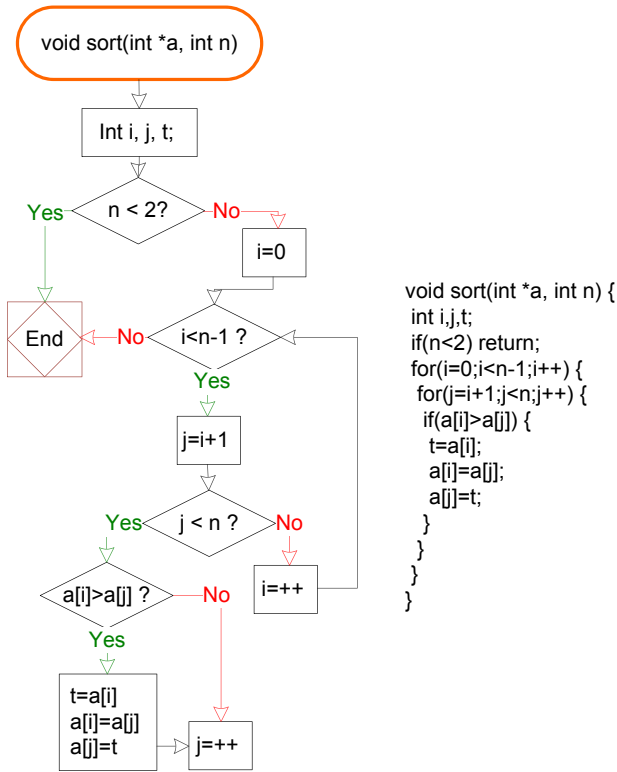 void sort(int *a, int n)
Int i, j, t;
n < 2?
Yes
No
i=0
End
No
i<n-1 ?
Yes
j=i+1
j < n ?
Yes
No
i=++
a[i]>a[j] ?
No
Yes
t=a[i]
a[i]=a[j]
a[j]=t
j=++
void sort(int *a, int n) {
int i,j,t;
if(n<2) return;
for(i=0;i<n-1;i++) {
for(j=i+1;j<n;j++) {
if(a[i]>a[j]) {
t=a[i];
a[i]=a[j];
a[j]=t;
}
}
}
}